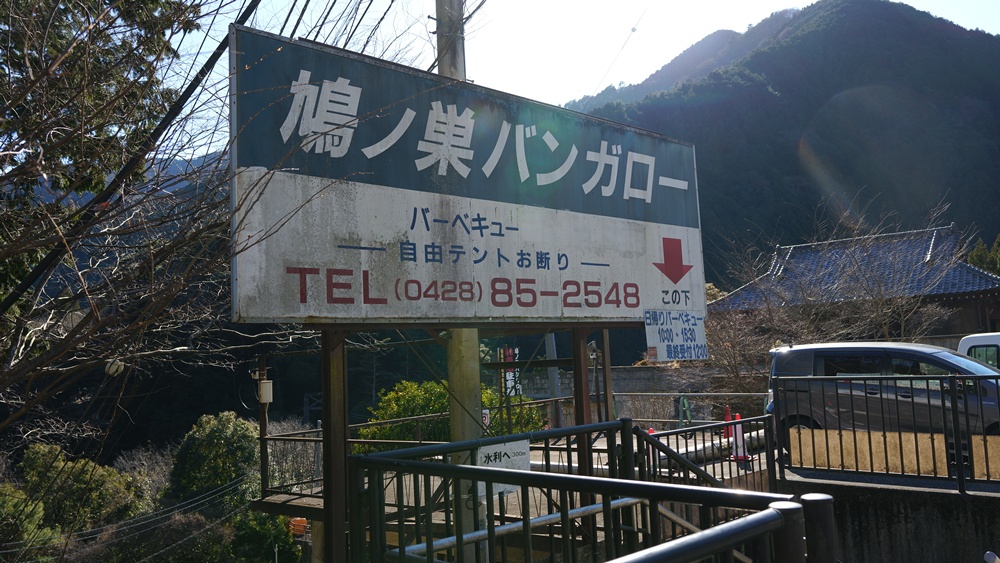 鳩ノ巣バンガロー
バーベキュー
自由テントお断り
TEL(0428)85-2548
この下
日帰りバーベキュー
10:00 - 15:30
最終受付12:00
水利へ 300m